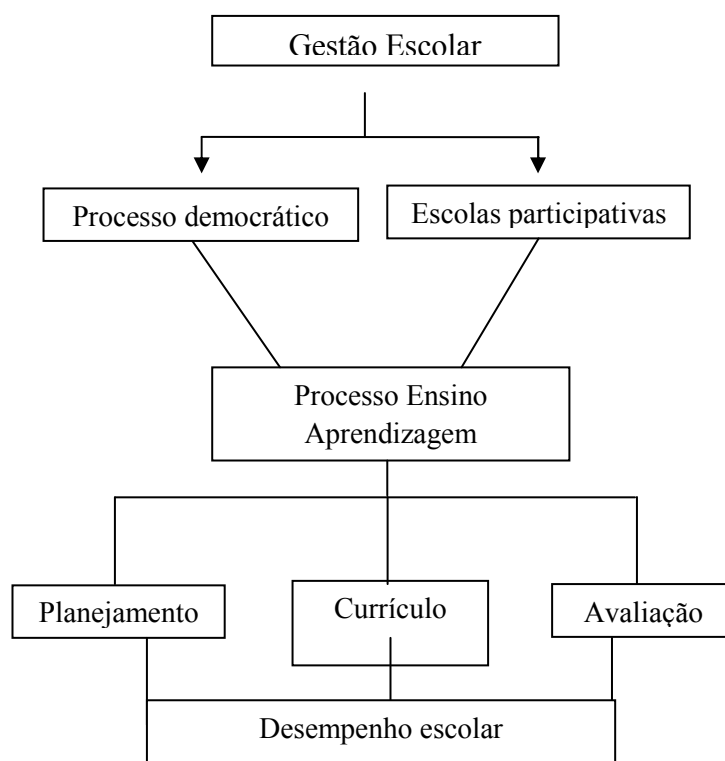 Gestão Escolar
Processo democrático
Escolas participativas
Processo Ensino
Aprendizagem
Planejamento
Currículo
Avaliação
Desempenho escolar